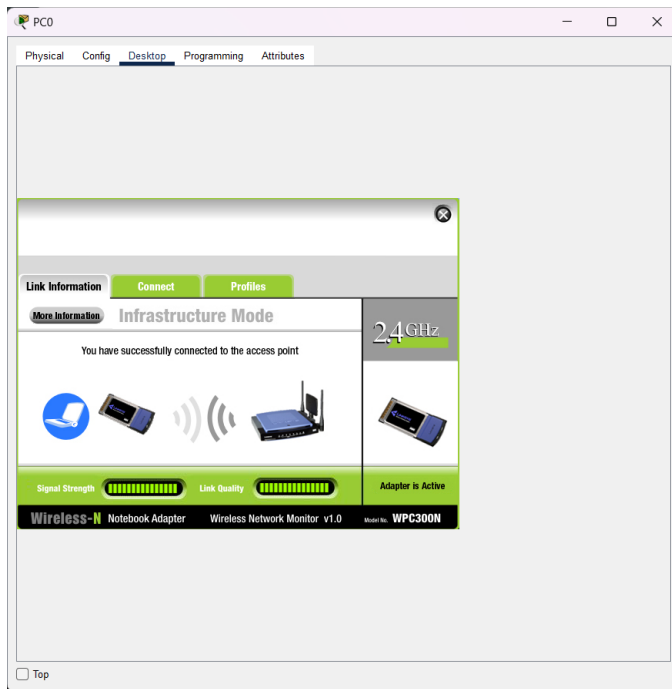 PC0
Physical Config Desktop Programming Attributes
Link Information Connect Profiles
More Information Infrastructure Mode
2.4GHz
You have successfully connected to the access point
Signal Strength Link Quality Adapter is Active
Wireless-N Notebook Adapter Wireless Network Monitor v1.0 Model No. WPC300N
Top